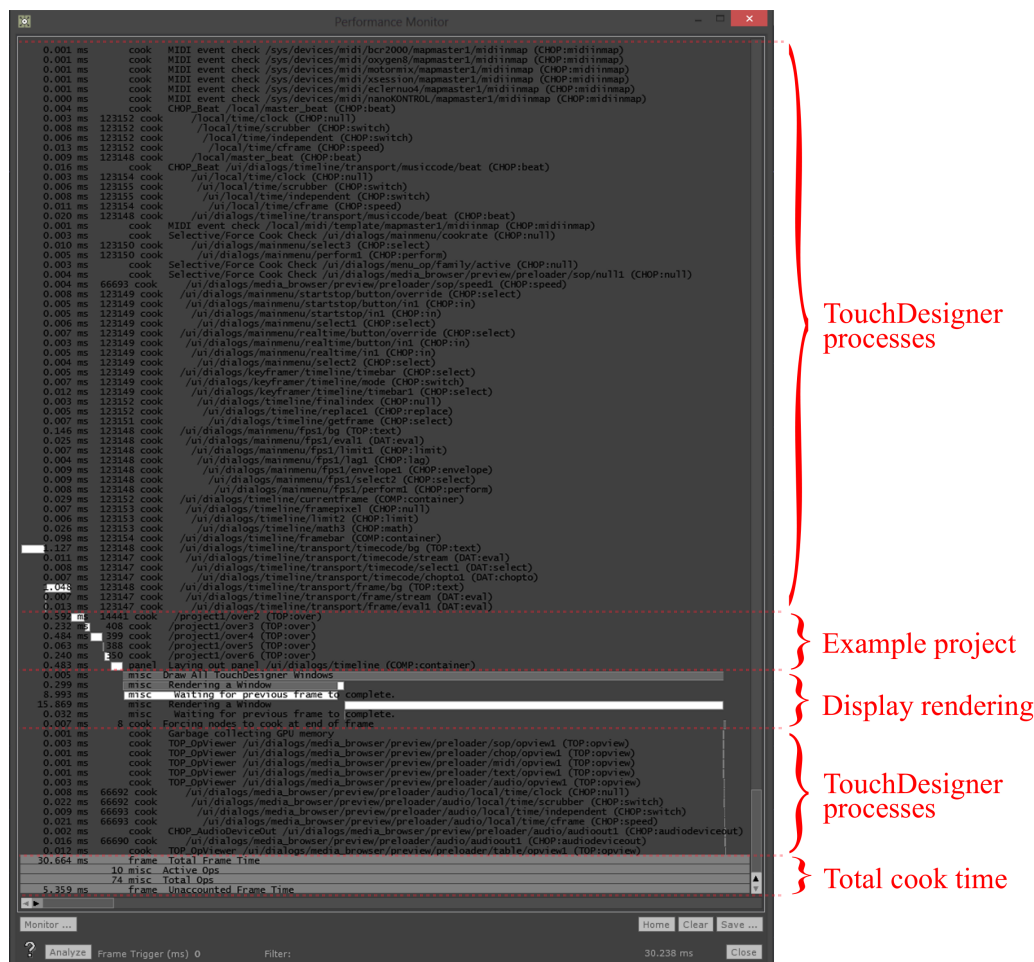 Performance Monitor
0.001 ms cook MIDI event check /sys/devices/midi/bcr2000/mapmaster1/midiinmap (CHOP:midiinmap)
0.001 ms cook MIDI event check /sys/devices/midi/oxygen8/mapmaster1/midiinmap (CHOP:midiinmap)
0.001 ms cook MIDI event check /sys/devices/midi/motormix/mapmaster1/midiinmap (CHOP:midiinmap)
0.001 ms cook MIDI event check /sys/devices/midi/xsession/mapmaster1/midiinmap (CHOP:midiinmap)
0.001 ms cook MIDI event check /sys/devices/midi/eclernuo4/mapmaster1/midiinmap (CHOP:midiinmap)
0.000 ms cook MIDI event check /sys/devices/midi/nanoKONTROL/mapmaster1/midiinmap (CHOP:midiinmap)
0.004 ms cook CHOP_Beat /local/master_beat (CHOP:beat)
0.003 ms 123152 cook /local/time/clock (CHOP:null)
0.008 ms 123152 cook /local/time/scrubber (CHOP:switch)
0.006 ms 123152 cook /local/time/independent (CHOP:switch)
0.013 ms 123152 cook /local/time/cframe (CHOP:speed)
0.009 ms 123148 cook /local/master_beat (CHOP:beat)
0.016 ms cook CHOP_Beat /ui/dialogs/timeline/transport/musiccode/beat (CHOP:beat)
0.003 ms 123154 cook /ui/local/time/clock (CHOP:null)
0.006 ms 123155 cook /ui/local/time/scrubber (CHOP:switch)
0.008 ms 123155 cook /ui/local/time/independent (CHOP:switch)
0.011 ms 123154 cook /ui/local/time/cframe (CHOP:speed)
0.020 ms 123148 cook /ui/dialogs/timeline/transport/musiccode/beat (CHOP:beat)
0.001 ms cook MIDI event check /local/midi/template/mapmaster1/midiinmap (CHOP:midiinmap)
0.003 ms cook Selective/Force Cook Check /ui/dialogs/mainmenu/cookrate (CHOP:null)
0.010 ms 123150 cook /ui/dialogs/mainmenu/select3 (CHOP:select)
0.005 ms 123150 cook /ui/dialogs/mainmenu/perform1 (CHOP:perform)
0.003 ms cook Selective/Force Cook Check /ui/dialogs/menu_op/family/active (CHOP:null)
0.004 ms cook Selective/Force Cook Check /ui/dialogs/media_browser/preview/preloader/sop/null1 (CHOP:null)
0.004 ms 66693 cook /ui/dialogs/media_browser/preview/preloader/sop/speed1 (CHOP:speed)
0.008 ms 123149 cook /ui/dialogs/mainmenu/startstop/button/override (CHOP:select)
0.005 ms 123149 cook /ui/dialogs/mainmenu/startstop/button/in1 (CHOP:in)
0.005 ms 123149 cook /ui/dialogs/mainmenu/startstop/in1 (CHOP:in)
0.006 ms 123149 cook /ui/dialogs/mainmenu/select1 (CHOP:select)
0.007 ms 123149 cook /ui/dialogs/mainmenu/realtime/button/override (CHOP:select)
0.003 ms 123149 cook /ui/dialogs/mainmenu/realtime/button/in1 (CHOP:in)
0.005 ms 123149 cook /ui/dialogs/mainmenu/realtime/in1 (CHOP:in)
0.004 ms 123149 cook /ui/dialogs/mainmenu/select2 (CHOP:select)
0.005 ms 123149 cook /ui/dialogs/keyframer/timeline/timebar (CHOP:select)
0.007 ms 123149 cook /ui/dialogs/keyframer/timeline/mode (CHOP:switch)
0.012 ms 123149 cook /ui/dialogs/keyframer/timeline/timebar1 (CHOP:select)
0.003 ms 123152 cook /ui/dialogs/timeline/finalindex (CHOP:null)
0.005 ms 123152 cook /ui/dialogs/timeline/replace1 (CHOP:replace)
0.007 ms 123151 cook /ui/dialogs/timeline/getframe (CHOP:select)
0.146 ms 123148 cook /ui/dialogs/mainmenu/fps1/bg (TOP:text)
0.025 ms 123148 cook /ui/dialogs/mainmenu/fps1/eval1 (DAT:eval)
0.007 ms 123148 cook /ui/dialogs/mainmenu/fps1/limit1 (CHOP:limit)
0.004 ms 123148 cook /ui/dialogs/mainmenu/fps1/lag1 (CHOP:lag)
0.009 ms 123148 cook /ui/dialogs/mainmenu/fps1/envelope1 (CHOP:envelope)
0.009 ms 123148 cook /ui/dialogs/mainmenu/fps1/select2 (CHOP:select)
0.008 ms 123148 cook /ui/dialogs/mainmenu/fps1/perform1 (CHOP:perform)
0.029 ms 123152 cook /ui/dialogs/timeline/currentframe (COMP:container)
0.007 ms 123153 cook /ui/dialogs/timeline/framepixel (CHOP:null)
0.006 ms 123153 cook /ui/dialogs/timeline/limit2 (CHOP:limit)
0.026 ms 123153 cook /ui/dialogs/timeline/math3 (CHOP:math)
0.098 ms 123154 cook /ui/dialogs/timeline/framebar (COMP:container)
1.127 ms 123148 cook /ui/dialogs/timeline/transport/timecode/bg (TOP:text)
0.011 ms 123147 cook /ui/dialogs/timeline/transport/timecode/stream (DAT:eval)
0.008 ms 123147 cook /ui/dialogs/timeline/transport/timecode/select1 (DAT:select)
0.007 ms 123147 cook /ui/dialogs/timeline/transport/timecode/chopto1 (DAT:chopto)
1.048 ms 123148 cook /ui/dialogs/timeline/transport/frame/bg (TOP:text)
0.007 ms 123147 cook /ui/dialogs/timeline/transport/frame/stream (DAT:eval)
0.013 ms 123147 cook /ui/dialogs/timeline/transport/frame/eval1 (DAT:eval)
0.592 ms 14441 cook /project1/over2 (TOP:over)
0.232 ms 408 cook /project1/over3 (TOP:over)
0.484 ms 399 cook /project1/over4 (TOP:over)
0.063 ms 388 cook /project1/over5 (TOP:over)
0.240 ms 350 cook /project1/over6 (TOP:over)
0.483 ms panel Laying out panel /ui/dialogs/timeline (COMP:container)
0.005 ms misc Draw All TouchDesigner Windows
0.299 ms misc Rendering a Window
8.993 ms misc Waiting for previous frame to complete.
15.869 ms misc Rendering a Window
0.032 ms misc Waiting for previous frame to complete.
0.007 ms 8 cook Forcing nodes to cook at end of frame
0.001 ms cook Garbage collecting GPU memory
0.003 ms cook TOP_OpViewer /ui/dialogs/media_browser/preview/preloader/sop/opview1 (TOP:opview)
0.001 ms cook TOP_OpViewer /ui/dialogs/media_browser/preview/preloader/chop/opview1 (TOP:opview)
0.001 ms cook TOP_OpViewer /ui/dialogs/media_browser/preview/preloader/midi/opview1 (TOP:opview)
0.001 ms cook TOP_OpViewer /ui/dialogs/media_browser/preview/preloader/text/opview1 (TOP:opview)
0.003 ms cook TOP_OpViewer /ui/dialogs/media_browser/preview/preloader/audio/opview1 (TOP:opview)
0.008 ms 66692 cook /ui/dialogs/media_browser/preview/preloader/audio/local/time/clock (CHOP:null)
0.022 ms 66692 cook /ui/dialogs/media_browser/preview/preloader/audio/local/time/scrubber (CHOP:switch)
0.009 ms 66693 cook /ui/dialogs/media_browser/preview/preloader/audio/local/time/independent (CHOP:switch)
0.021 ms 66693 cook /ui/dialogs/media_browser/preview/preloader/audio/local/time/cframe (CHOP:speed)
0.002 ms cook CHOP_AudioDeviceOut /ui/dialogs/media_browser/preview/preloader/audio/audioout1 (CHOP:audiodeviceout)
0.016 ms 66690 cook /ui/dialogs/media_browser/preview/preloader/audio/audioout1 (CHOP:audiodeviceout)
0.012 ms cook TOP_OpViewer /ui/dialogs/media_browser/preview/preloader/table/opview1 (TOP:opview)
30.664 ms frame Total Frame Time
10 misc Active Ops
74 misc Total Ops
5.359 ms frame Unaccounted Frame Time
Monitor ...
Home Clear Save ...
? Analyze Frame Trigger (ms) 0 Filter: 30.238 ms Close
TouchDesigner
processes
Example project
Display rendering
TouchDesigner
processes
Total cook time